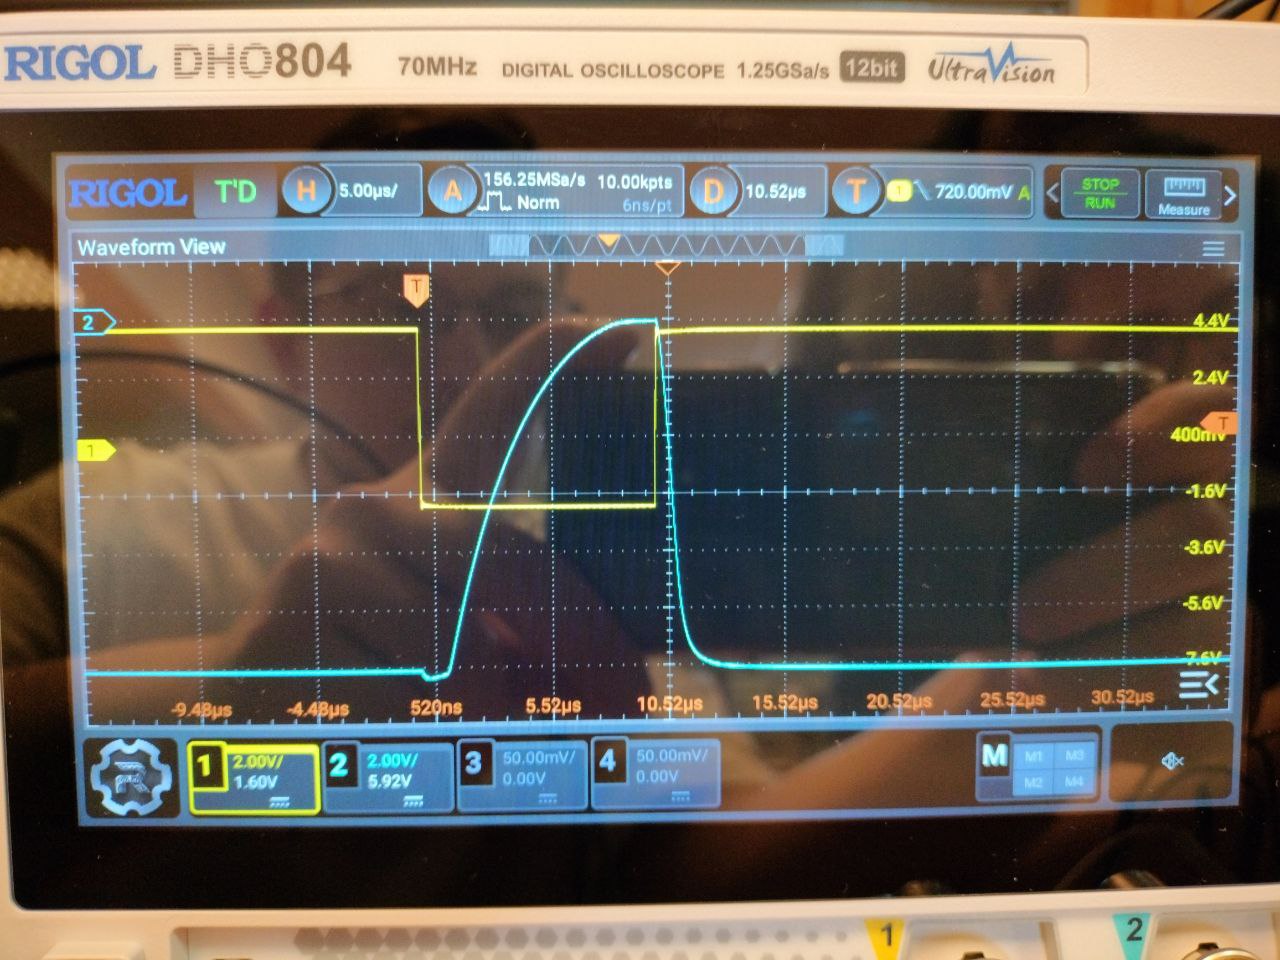 RIGOL DHO804 70MHz DIGITAL OSCILLOSCOPE 1.25GSa/s 12bit UltraVision
RIGOL T'D H 5.00µs/ A 156.25MSa/s 10.00kpts Norm 6ns/pt D 10.52µs T 1 720.00mV A STOP RUN Measure
Waveform View
T
2
4.4V
2.4V
T
1
400mV
-1.6V
-3.6V
-5.6V
-7.6V
-9.48µs -4.48µs 520ns 5.52µs 10.52µs 15.52µs 20.52µs 25.52µs 30.52µs
1 2.00V/ 2 2.00V/ 3 50.00mV/ 4 50.00mV/ M M1 M3
1.60V 5.92V 0.00V 0.00V M2 M4
1 2